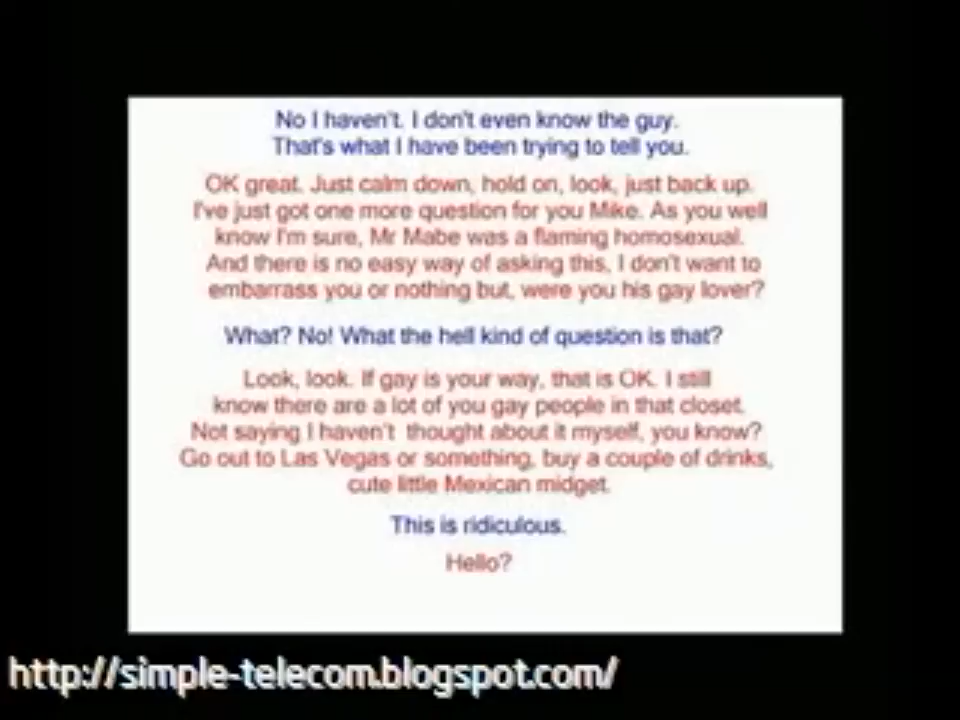 No I haven't. I don't even know the guy.
That's what I have been trying to tell you.
OK great. Just calm down, hold on, look, just back up.
I've just got one more question for you Mike. As you well
know I'm sure, Mr Mabe was a flaming homosexual.
And there is no easy way of asking this, I don't want to
embarrass you or nothing but, were you his gay lover?
What? No! What the hell kind of question is that?
Look, look. If gay is your way, that is OK. I still
know there are a lot of you gay people in that closet.
Not saying I haven't thought about it myself, you know?
Go out to Las Vegas or something, buy a couple of drinks,
cute little Mexican midget.
This is ridiculous.
Hello?
http://simple-telecom.blogspot.com/